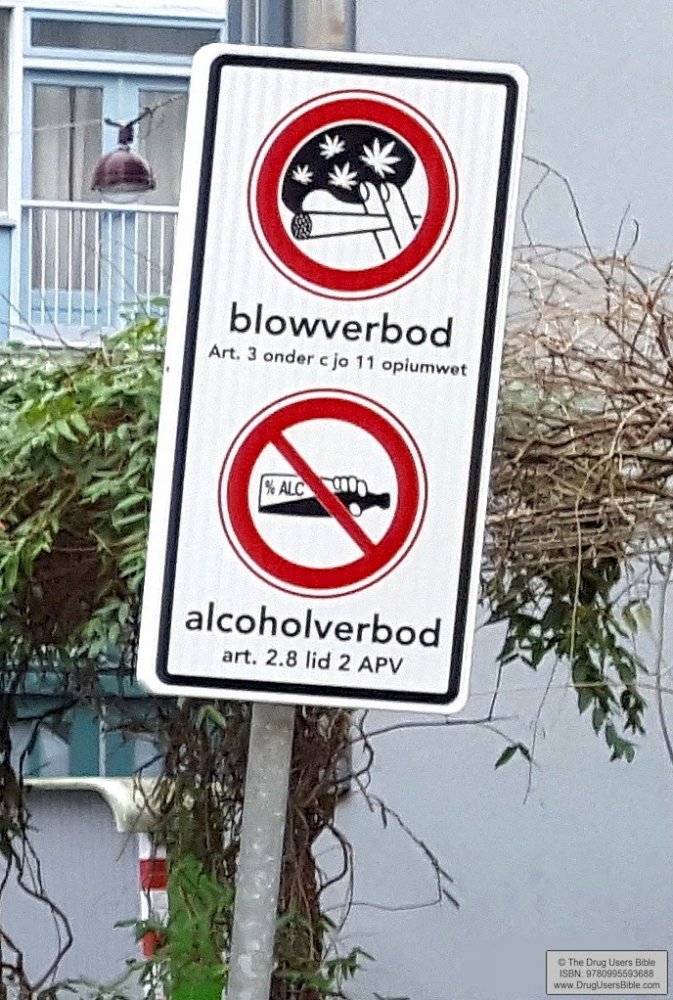 blowverbod
Art. 3 onder c jo 11 opiumwet
% ALC
alcoholverbod
art. 2.8 lid 2 APV
© The Drug Users Bible
ISBN: 9780995593688
www.DrugUsersBible.com